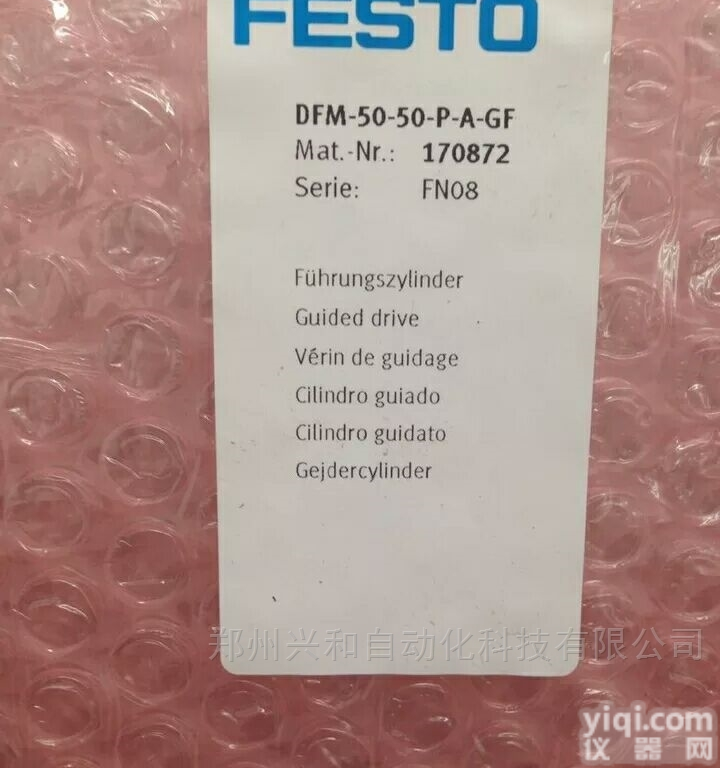 FESTO
DFM-50-50-P-A-GF
Mat.-Nr.: 170872
Serie: FN08
Führungszylinder
Guided drive
Vérin de guidage
Cilindro guiado
Cilindro guidato
Gejdercylinder
郑州兴和自动化科技有限公司
yiqi.com
仪器网